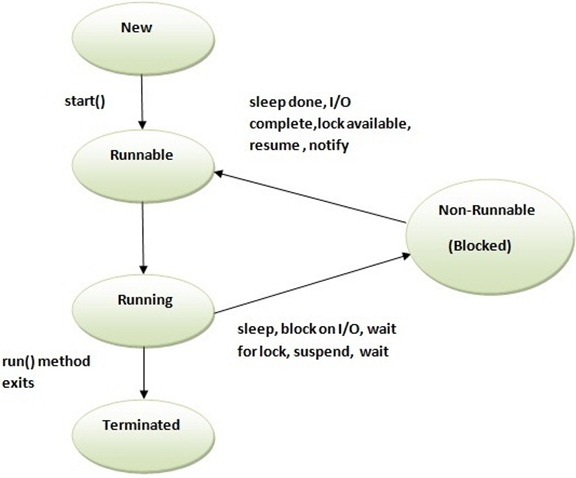 New
start()
sleep done, I/O
complete,lock available,
resume , notify
Runnable
Non-Runnable
(Blocked)
Running
sleep, block on I/O, wait
for lock, suspend, wait
run() method
exits
Terminated